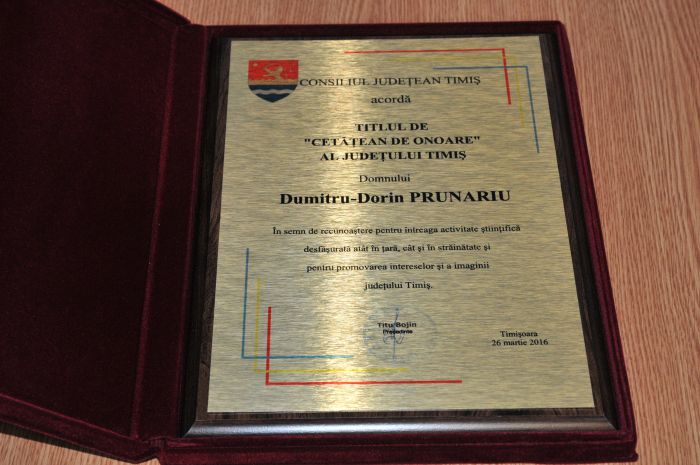 CONSILIUL JUDEȚEAN TIMIȘ
acordă
TITLUL DE
"CETĂȚEAN DE ONOARE"
AL JUDEȚULUI TIMIȘ
Domnului
Dumitru-Dorin PRUNARIU
În semn de recunoaștere pentru întreaga activitate științifică
desfășurată atât în țară, cât și în străinătate și
pentru promovarea intereselor și a imaginii
județului Timiș.
Titu Bojin
Președinte
Timișoara
26 martie 2016